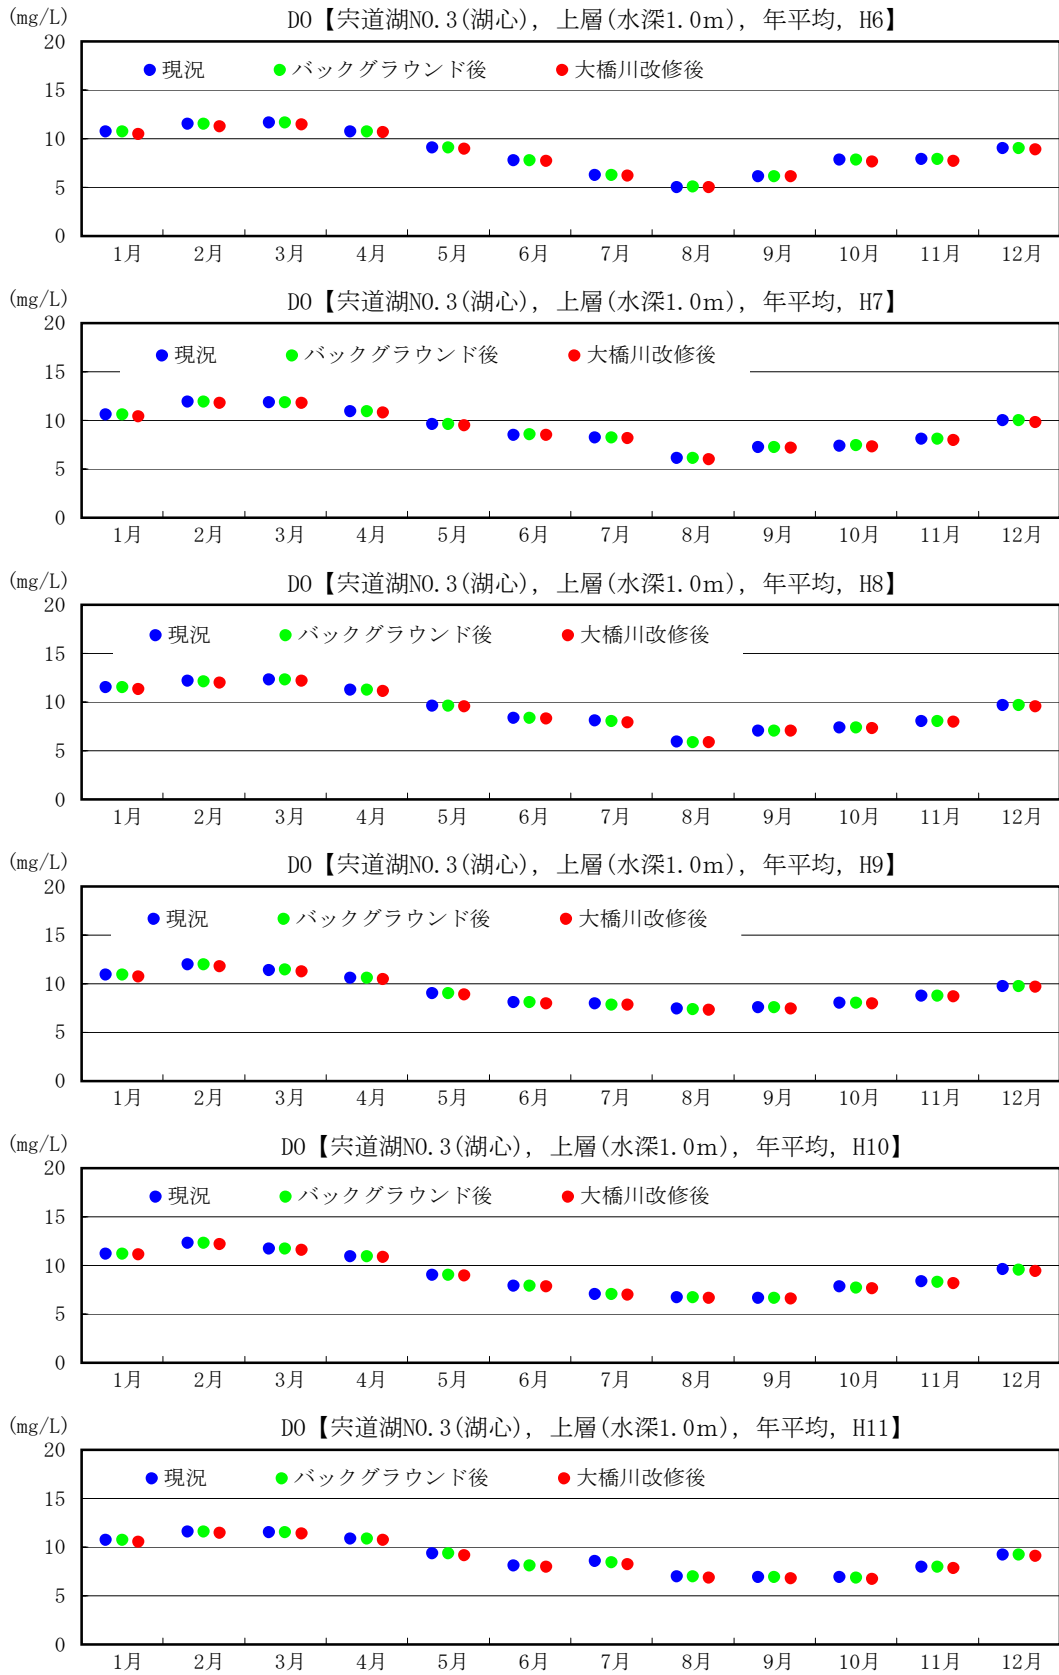 (mg/L) DO【宍道湖NO.3(湖心), 上層(水深1.0m), 年平均, H6】
20
現況 バックグラウンド後 大橋川改修後
15
10
5
0
1月 2月 3月 4月 5月 6月 7月 8月 9月 10月 11月 12月
(mg/L) DO【宍道湖NO.3(湖心), 上層(水深1.0m), 年平均, H7】
20
現況 バックグラウンド後 大橋川改修後
15
10
5
0
1月 2月 3月 4月 5月 6月 7月 8月 9月 10月 11月 12月
(mg/L) DO【宍道湖NO.3(湖心), 上層(水深1.0m), 年平均, H8】
20
現況 バックグラウンド後 大橋川改修後
15
10
5
0
1月 2月 3月 4月 5月 6月 7月 8月 9月 10月 11月 12月
(mg/L) DO【宍道湖NO.3(湖心), 上層(水深1.0m), 年平均, H9】
20
現況 バックグラウンド後 大橋川改修後
15
10
5
0
1月 2月 3月 4月 5月 6月 7月 8月 9月 10月 11月 12月
(mg/L) DO【宍道湖NO.3(湖心), 上層(水深1.0m), 年平均, H10】
20
現況 バックグラウンド後 大橋川改修後
15
10
5
0
1月 2月 3月 4月 5月 6月 7月 8月 9月 10月 11月 12月
(mg/L) DO【宍道湖NO.3(湖心), 上層(水深1.0m), 年平均, H11】
20
現況 バックグラウンド後 大橋川改修後
15
10
5
0
1月 2月 3月 4月 5月 6月 7月 8月 9月 10月 11月 12月